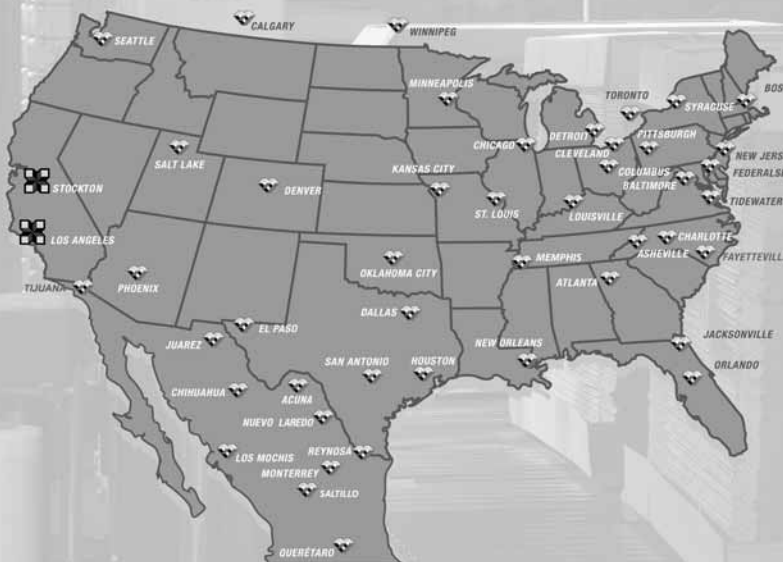 CALGARY
WINNIPEG
SEATTLE
MINNEAPOLIS
TORONTO
SYRACUSE
BOS
CHICAGO
DETROIT
CLEVELAND
PITTSBURGH
NEW JERS
SALT LAKE
KANSAS CITY
COLUMBUS
FEDERALSB
BALTIMORE
STOCKTON
DENVER
ST. LOUIS
LOUISVILLE
TIDEWATER
LOS ANGELES
OKLAHOMA CITY
MEMPHIS
CHARLOTTE
ASHEVILLE
FAYETTEVILL
TIJUANA
PHOENIX
ATLANTA
DALLAS
EL PASO
JUAREZ
NEW ORLEANS
JACKSONVILLE
SAN ANTONIO
HOUSTON
ORLANDO
CHIHUAHUA
ACUNA
NUEVO LAREDO
LOS MOCHIS
REYNOSA
MONTERREY
SALTILLO
QUERÉTARO